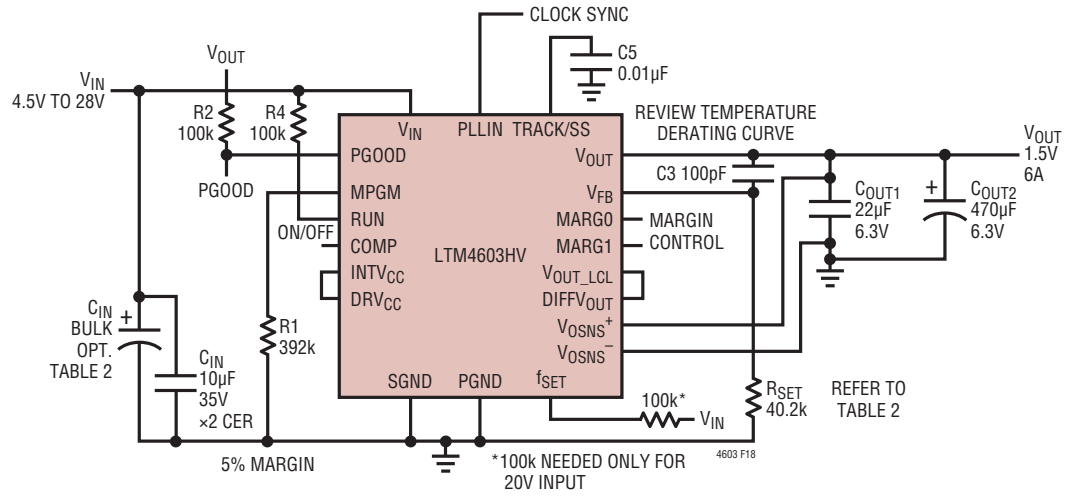 CLOCK SYNC
C5
0.01µF
VOUT
VIN
4.5V TO 28V
R2
100k
R4
100k
REVIEW TEMPERATURE
DERATING CURVE
VIN
PLLIN
TRACK/SS
PGOOD
VOUT
VOUT
1.5V
6A
C3 100pF
PGOOD
MPGM
VFB
COUT1
22µF
6.3V
+
COUT2
470µF
6.3V
RUN
MARG0
MARGIN
CONTROL
ON/OFF
COMP
LTM4603HV
MARG1
INTVCC
VOUT_LCL
DRVCC
DIFFVOUT
VOSNS+
VOSNS–
CIN
BULK
OPT.
TABLE 2
+
R1
392k
CIN
10µF
35V
×2 CER
SGND
PGND
fSET
100k*
VIN
RSET
40.2k
REFER TO
TABLE 2
5% MARGIN
*100k NEEDED ONLY FOR
20V INPUT
4603 F18